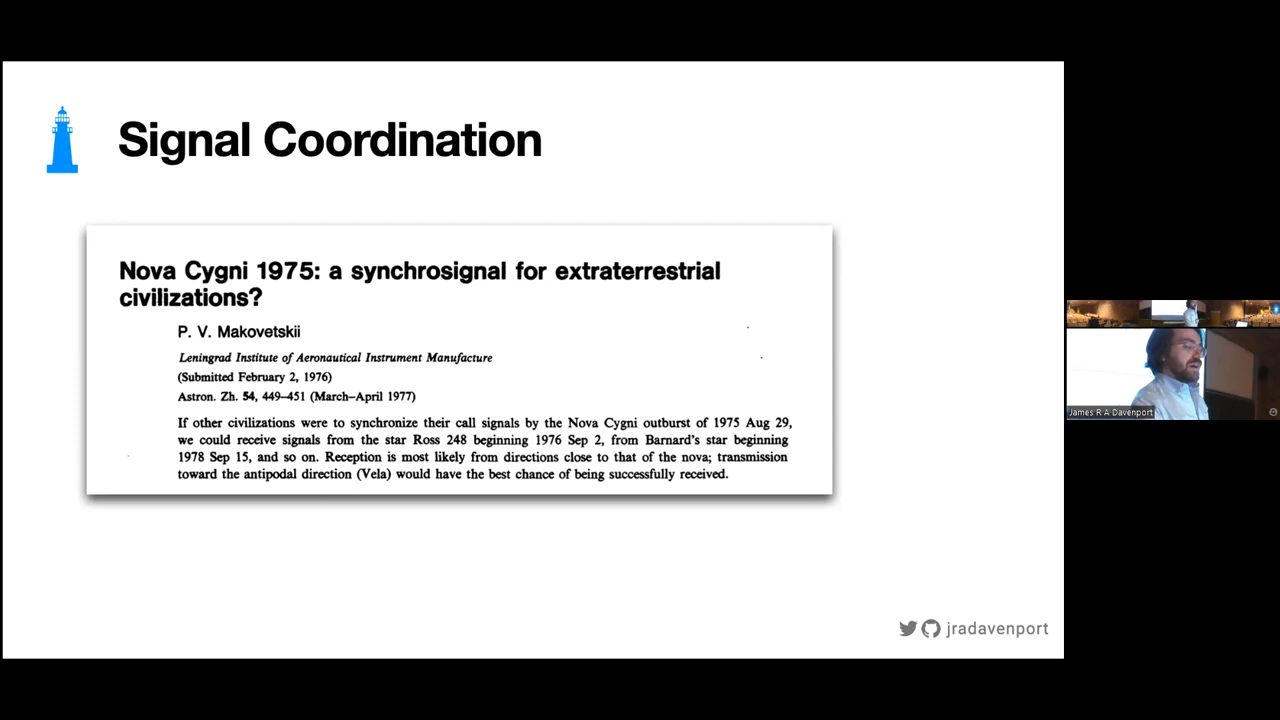 Signal Coordination
Nova Cygni 1975: a synchrosignal for extraterrestrial
civilizations?
P. V. Makovetskii
Leningrad Institute of Aeronautical Instrument Manufacture
(Submitted February 2, 1976)
Astron. Zh. 54, 449–451 (March–April 1977)
If other civilizations were to synchronize their call signals by the Nova Cygni outburst of 1975 Aug 29,
we could receive signals from the star Ross 248 beginning 1976 Sep 2, from Barnard's star beginning
1978 Sep 15, and so on. Reception is most likely from directions close to that of the nova; transmission
toward the antipodal direction (Vela) would have the best chance of being successfully received.
jradavenport
James R A Davenport